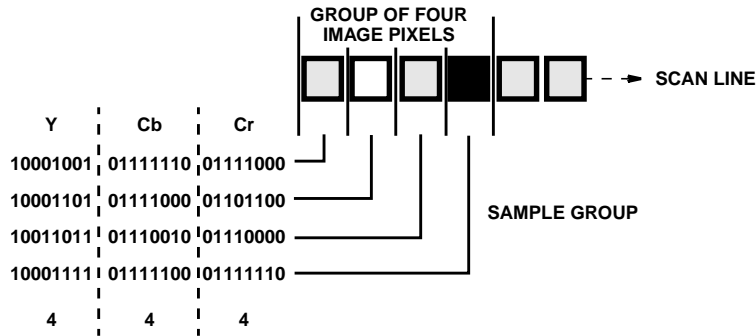 GROUP OF FOUR
IMAGE PIXELS
SCAN LINE
Y Cb Cr
10001001 01111110 01111000
10001101 01111000 01101100
SAMPLE GROUP
10011011 01110010 01110000
10001111 01111100 01111110
4 4 4